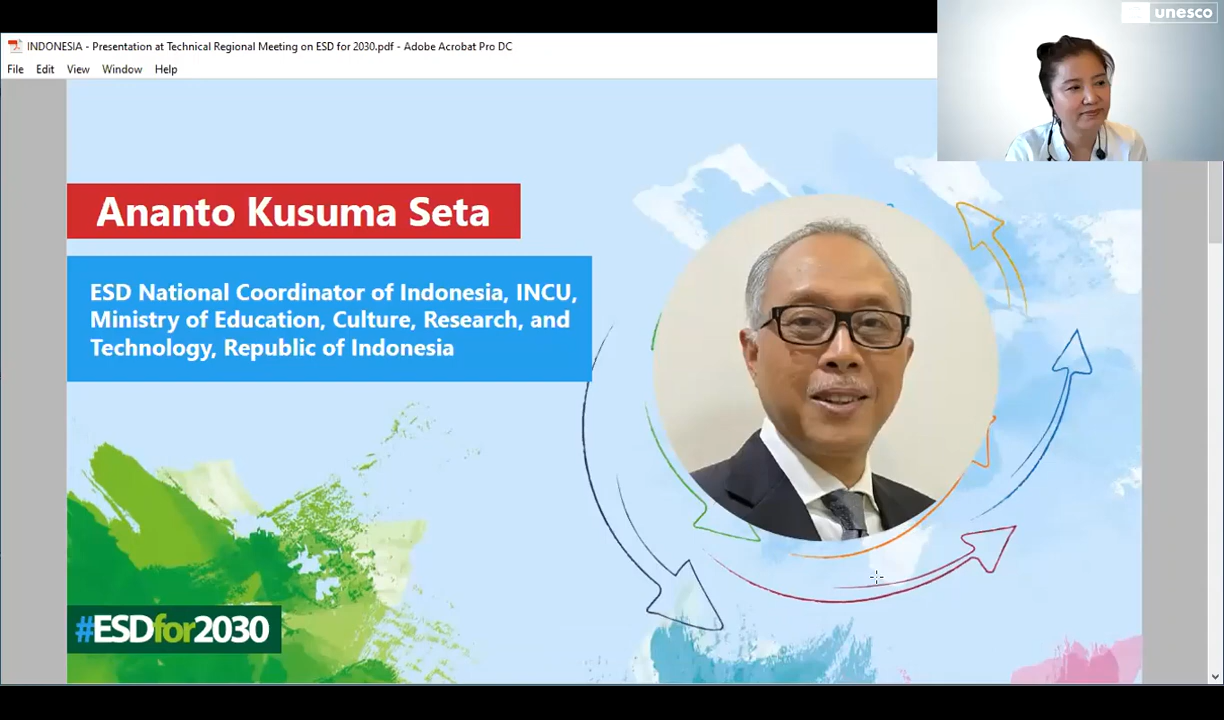 unesco
INDONESIA - Presentation at Technical Regional Meeting on ESD for 2030.pdf - Adobe Acrobat Pro DC
File Edit View Window Help
Ananto Kusuma Seta
ESD National Coordinator of Indonesia, INCU,
Ministry of Education, Culture, Research, and
Technology, Republic of Indonesia
#ESDfor2030